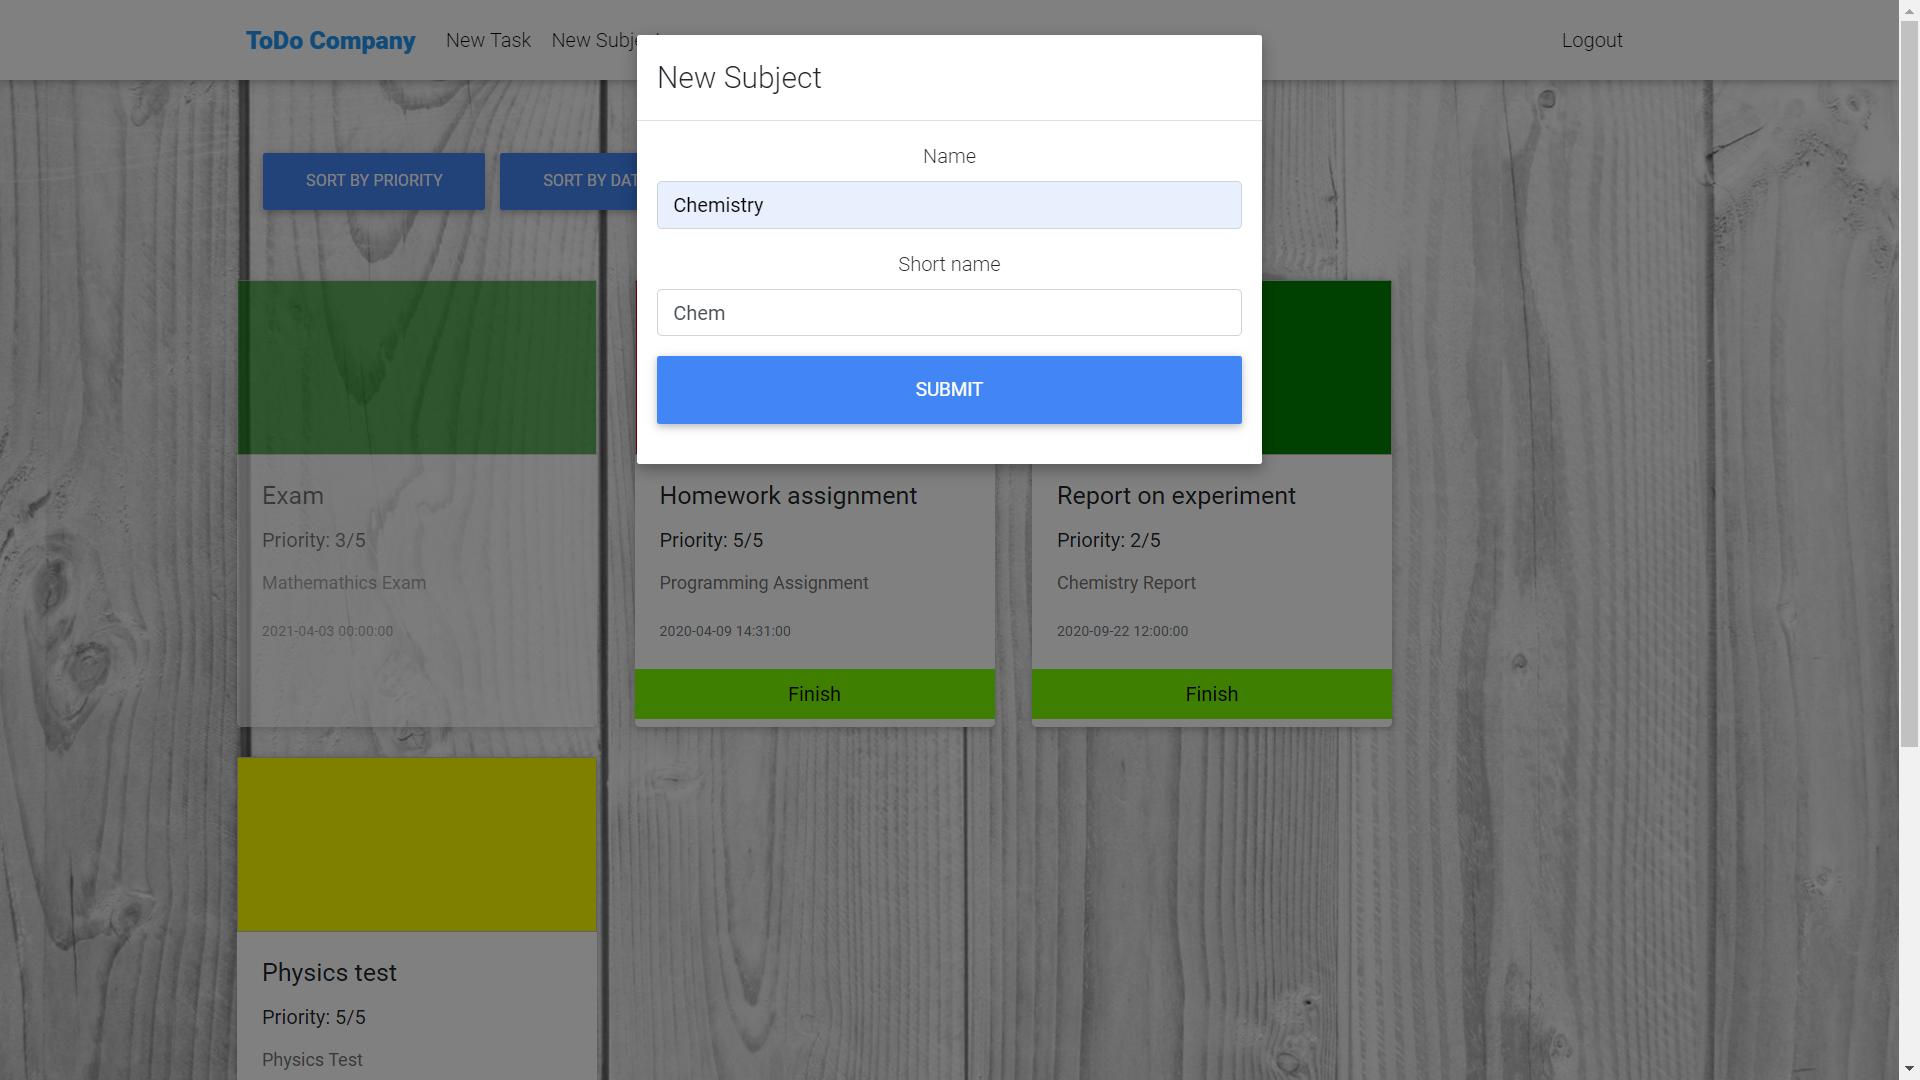 ToDo Company New Task New Subject Logout
New Subject
Name
Chemistry
Short name
Chem
SUBMIT
SORT BY PRIORITY
SORT BY DAT
Exam
Priority: 3/5
Mathemathics Exam
2021-04-03 00:00:00
Homework assignment
Priority: 5/5
Programming Assignment
2020-04-09 14:31:00
Finish
Report on experiment
Priority: 2/5
Chemistry Report
2020-09-22 12:00:00
Finish
Physics test
Priority: 5/5
Physics Test